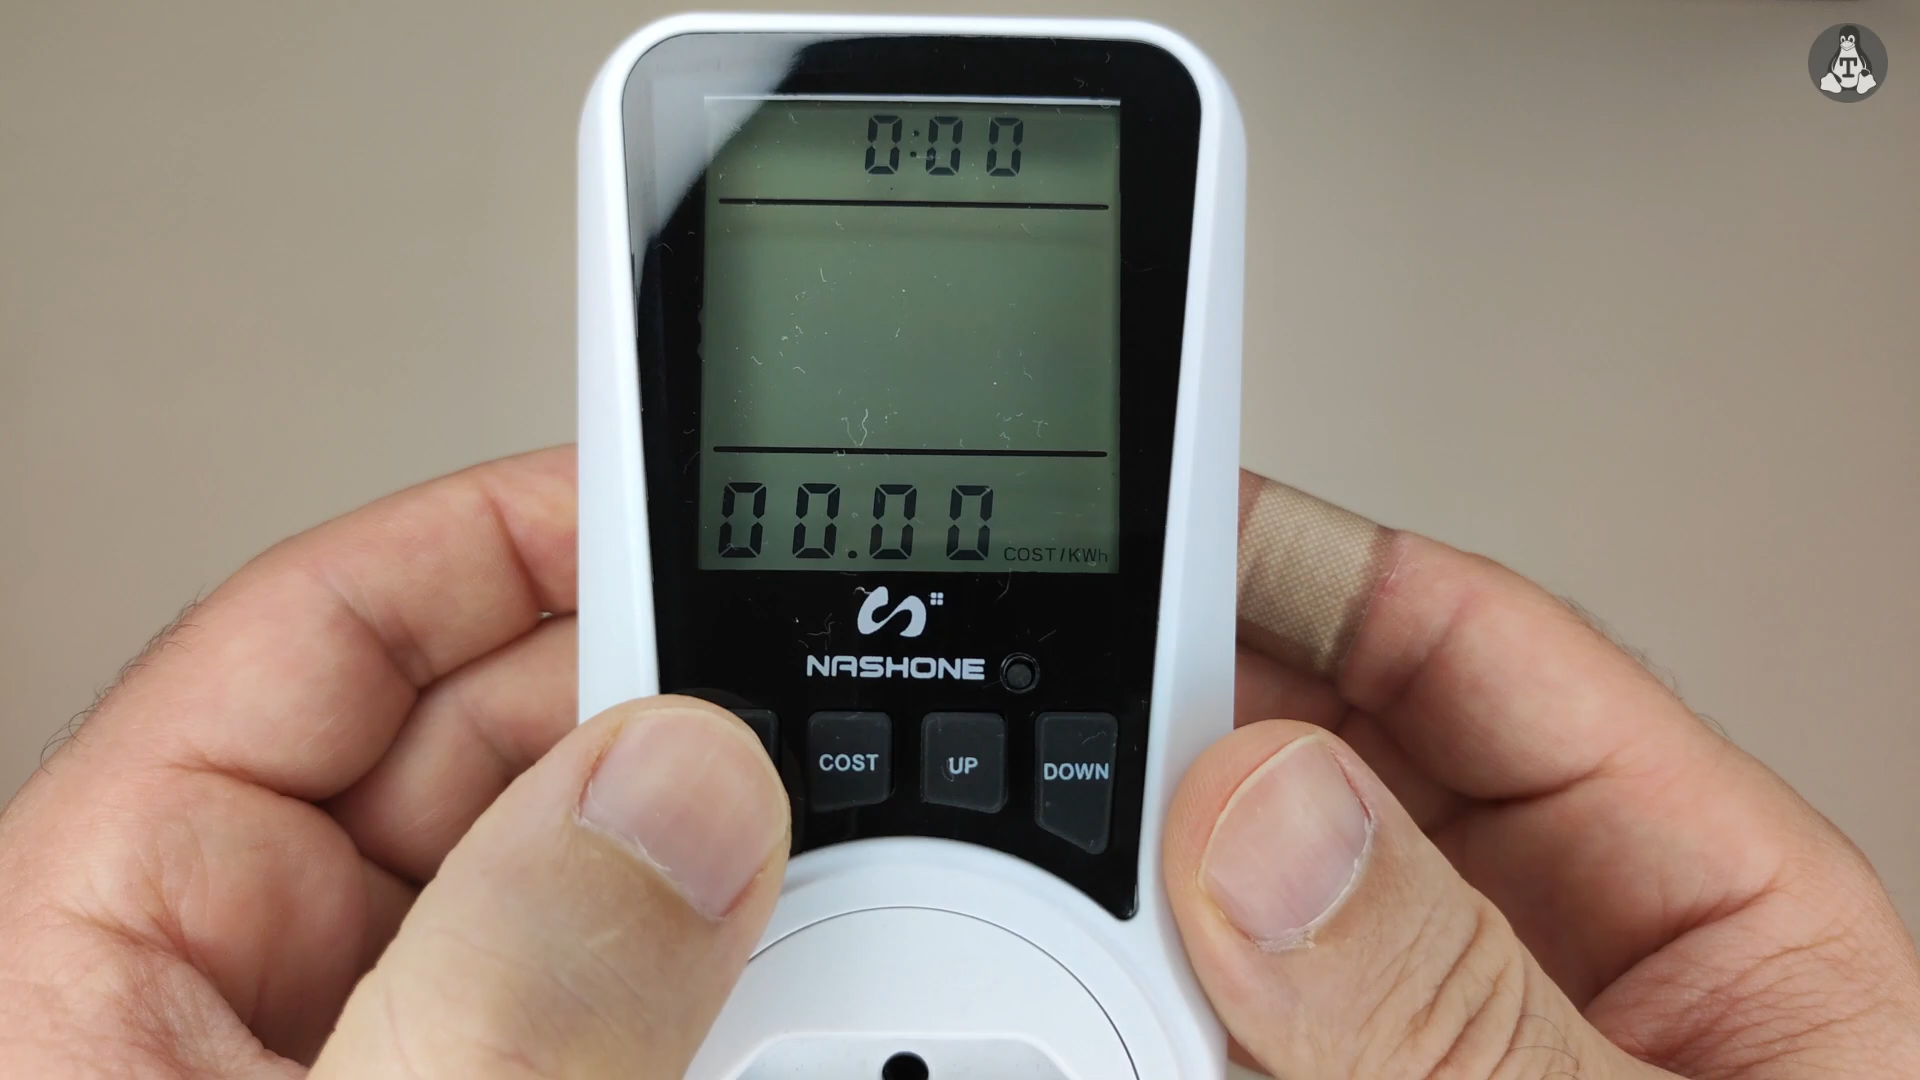 T
0:00
00.00 COST/KWh
NASHONE
COST UP DOWN